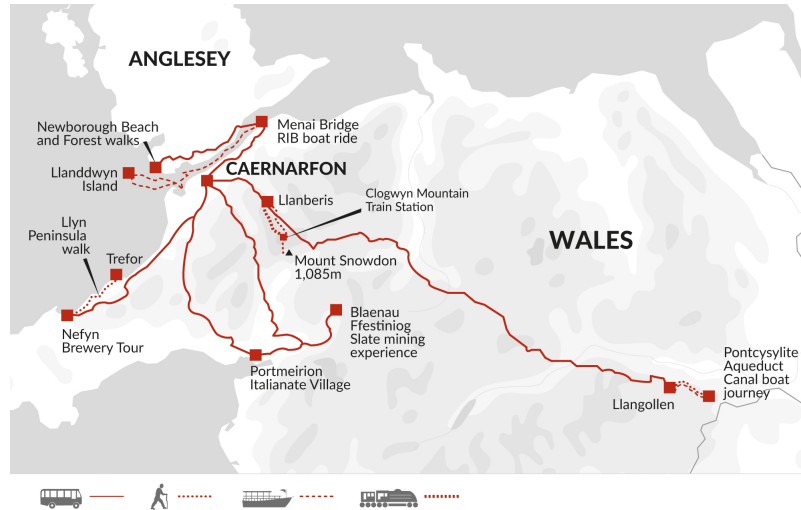 ANGLESEY
Newborough Beach
and Forest walks
Menai Bridge
RIB boat ride
Llanddwyn
Island
CAERNARFON
Llanberis
Clogwyn Mountain
Train Station
Llyn
Peninsula
walk
Trefor
Mount Snowdon
1,085m
WALES
Nefyn
Brewery Tour
Blaenau
Ffestiniog
Slate mining
experience
Portmeirion
Italianate Village
Pontcysylite
Aqueduct
Canal boat
journey
Llangollen